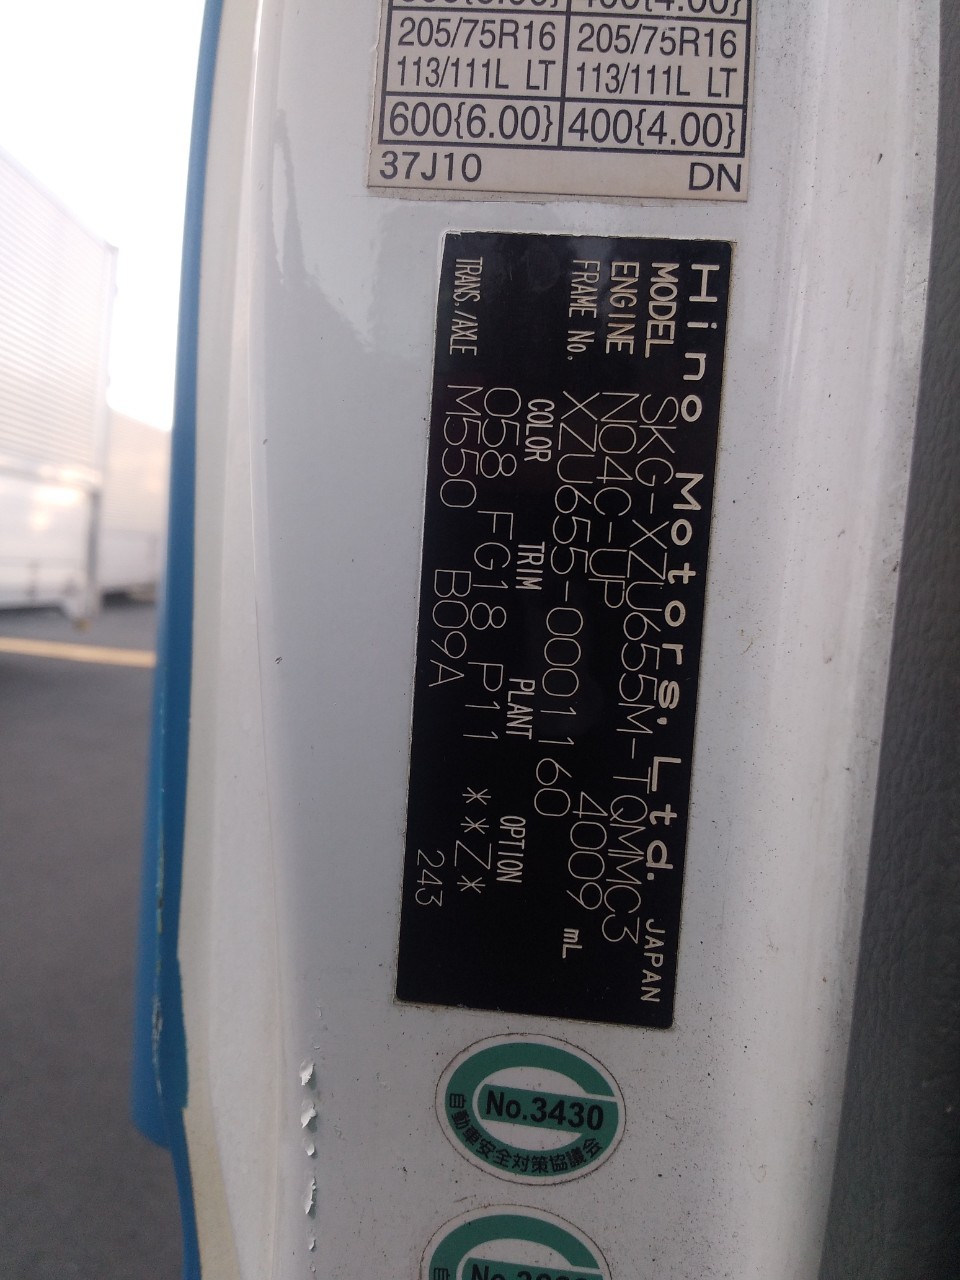 205/75R16 205/75R16
113/111L LT 113/111L LT
600{6.00} 400{4.00}
37J10 DN
Hino Motors, Ltd. JAPAN
MODEL SKG-XZU655M-TQMMC3
ENGINE N04C-UP 4009 mL
FRAME No. XZU655-0001160
COLOR TRIM PLANT OPTION
058 FG18 P11 **Z*
TRANS./AXLE M550 B09A 243
No.3430
自動車安全対策協議会